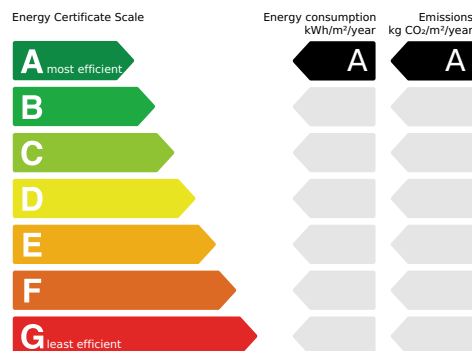 Energy Certificate Scale
Energy consumption
kWh/m²/year
Emissions
kg CO₂/m²/year
A most efficient
A
A
B
C
D
E
F
G least efficient